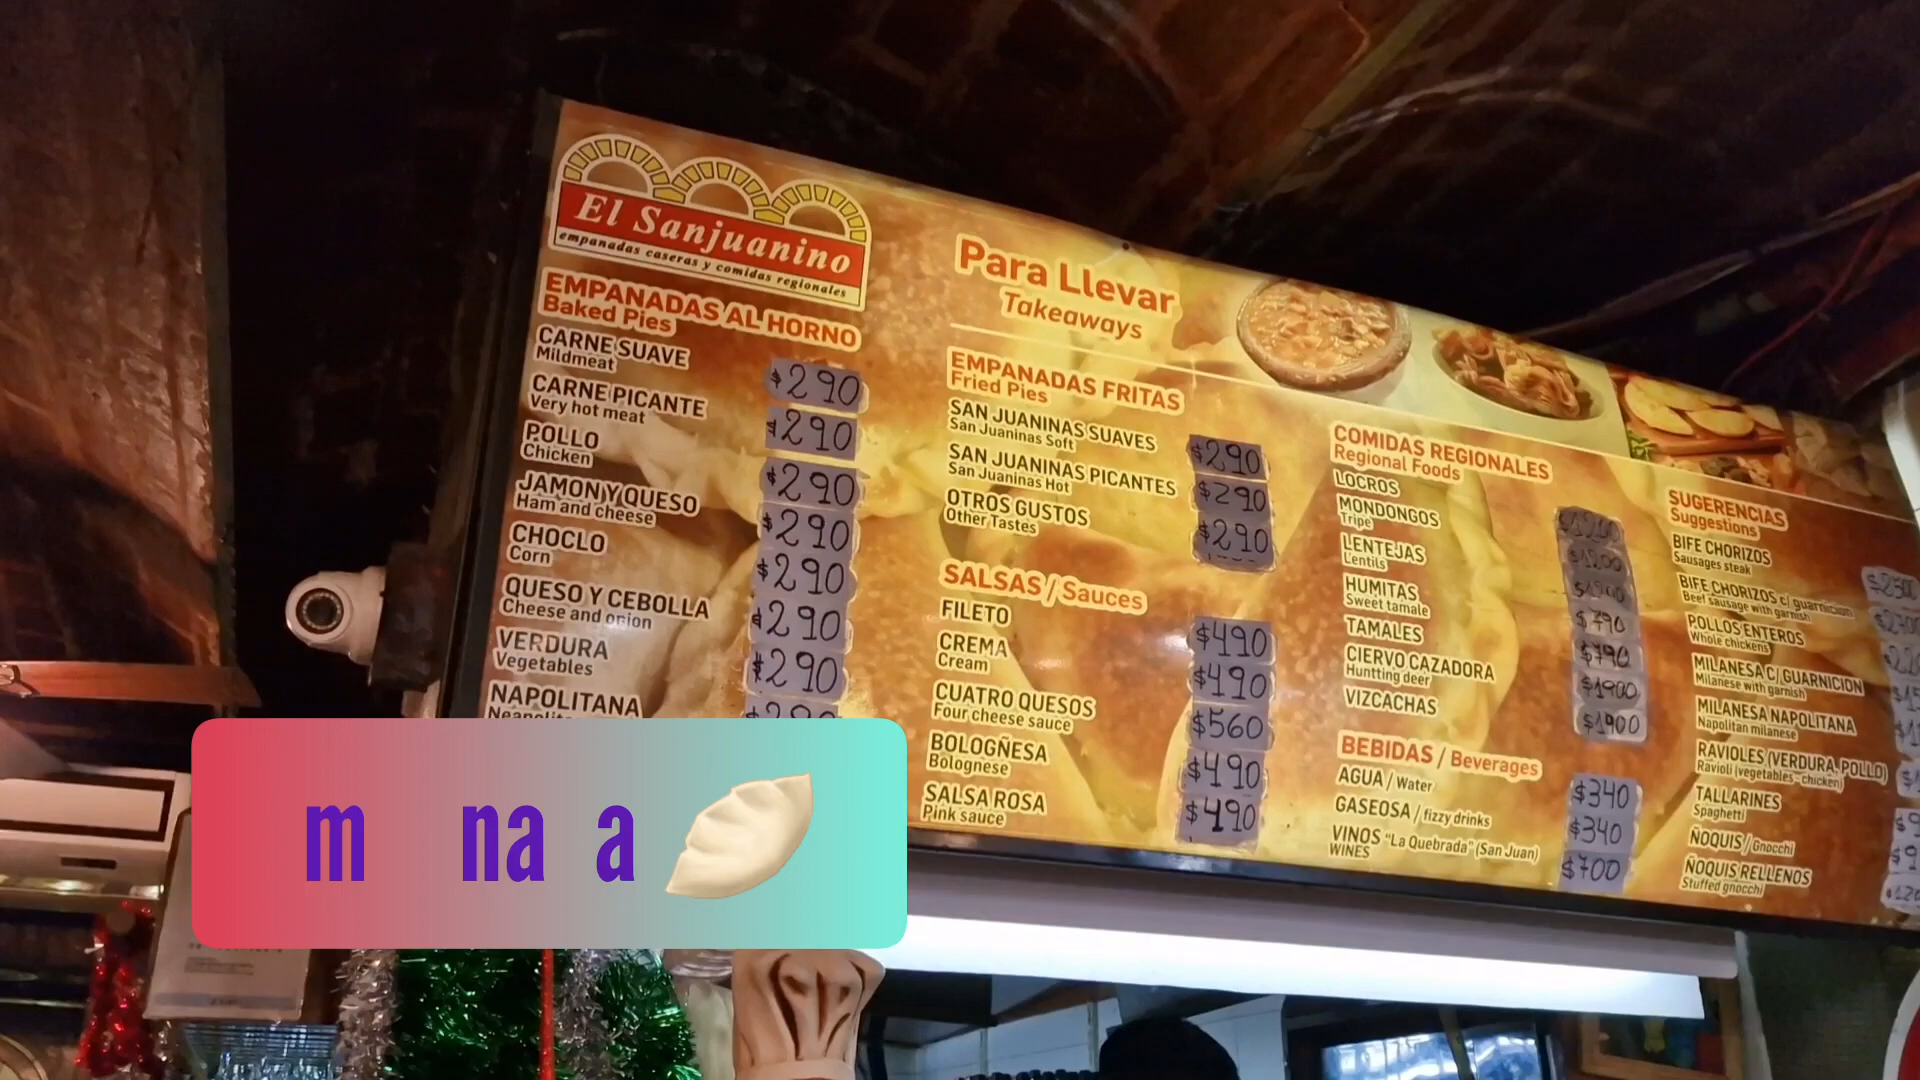 El Sanjuanino
empanadas caseras y comidas regionales
EMPANADAS AL HORNO
Baked Pies
CARNE SUAVE
Mildmeat
$290
CARNE PICANTE
Very hot meat
$290
POLLO
Chicken
$290
JAMON Y QUESO
Ham and cheese
$290
CHOCLO
Corn
$290
QUESO Y CEBOLLA
Cheese and onion
$290
VERDURA
Vegetables
$290
NAPOLITANA
Para Llevar
Takeaways
EMPANADAS FRITAS
Fried Pies
SAN JUANINAS SUAVES
San Juaninas Soft
$290
SAN JUANINAS PICANTES
San Juaninas Hot
$290
OTROS GUSTOS
Other Tastes
$290
SALSAS / Sauces
FILETO
$490
CREMA
Cream
$490
CUATRO QUESOS
Four cheese sauce
$560
BOLOGÑESA
Bolognese
$490
SALSA ROSA
Pink sauce
$490
COMIDAS REGIONALES
Regional Foods
LOCROS
$1200
MONDONGOS
Tripe
$1200
LENTEJAS
Lentils
HUMITAS
Sweet tamale
$790
TAMALES
$790
CIERVO CAZADORA
Huntting deer
$1900
VIZCACHAS
$1900
BEBIDAS / Beverages
AGUA / Water
$340
GASEOSA / fizzy drinks
$340
VINOS "La Quebrada" (San Juan)
WINES
$700
SUGERENCIAS
Suggestions
BIFE CHORIZOS
Sausages steak
BIFE CHORIZOS c/ guarnicion
Beef sausage with garnish
POLLOS ENTEROS
Whole chickens
MILANESA C/ GUARNICION
Milanese with garnish
MILANESA NAPOLITANA
Napolitan milanese
RAVIOLES (VERDURA, POLLO)
Ravioli (vegetables - chicken)
TALLARINES
Spaghetti
ÑOQUIS / Gnocchi
ÑOQUIS RELLENOS
Stuffed gnocchi
m na a